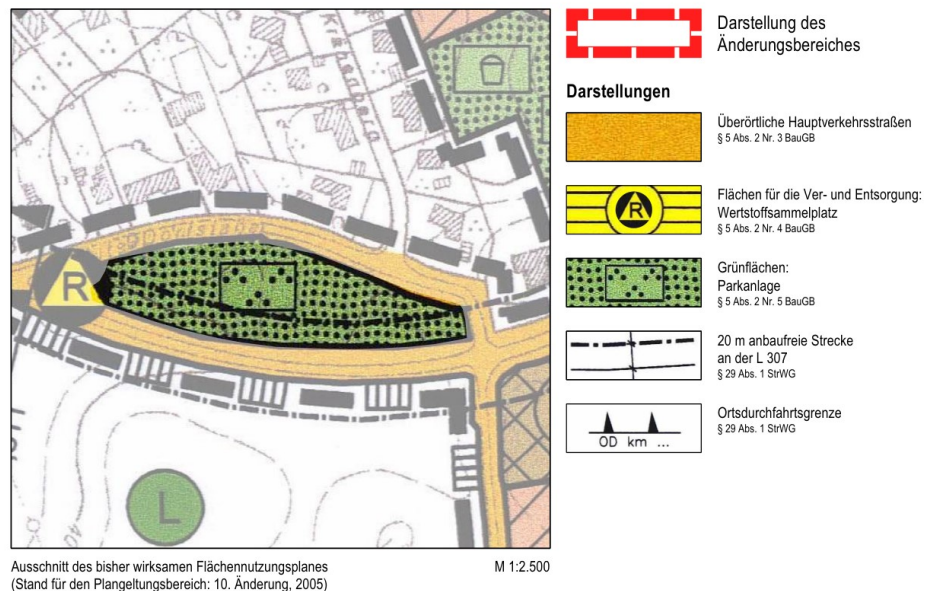 Kranzkamp
R
L
Ausschnitt des bisher wirksamen Flächennutzungsplanes
(Stand für den Plangeltungsbereich: 10. Änderung, 2005)
M 1:2.500
Darstellung des
Änderungsbereiches
Darstellungen
Überörtliche Hauptverkehrsstraßen
§ 5 Abs. 2 Nr. 3 BauGB
R
Flächen für die Ver- und Entsorgung:
Wertstoffsammelplatz
§ 5 Abs. 2 Nr. 4 BauGB
Grünflächen:
Parkanlage
§ 5 Abs. 2 Nr. 5 BauGB
20 m anbaufreie Strecke
an der L 307
§ 29 Abs. 1 StrWG
OD km ...
Ortsdurchfahrtsgrenze
§ 29 Abs. 1 StrWG